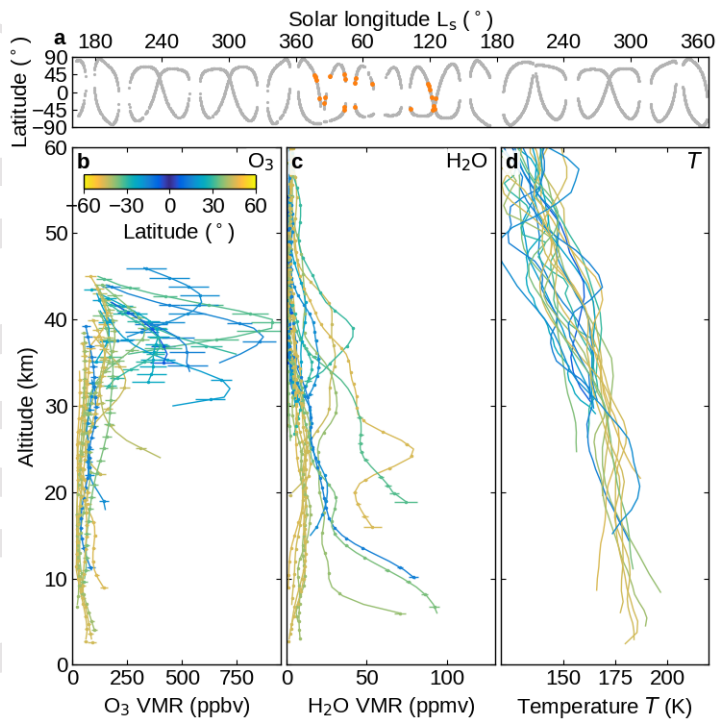 Solar longitude Lₛ (°)
a 180 240 300 360 60 120 180 240 300 360
Latitude (°)
90
45
0
−45
−90
b O₃
c H₂O
d T
−60 −30 0 30 60
Latitude (°)
Altitude (km)
60
50
40
30
20
10
0
0 250 500 750
0 50 100
150 200
O₃ VMR (ppbv)
H₂O VMR (ppmv)
Temperature T (K)